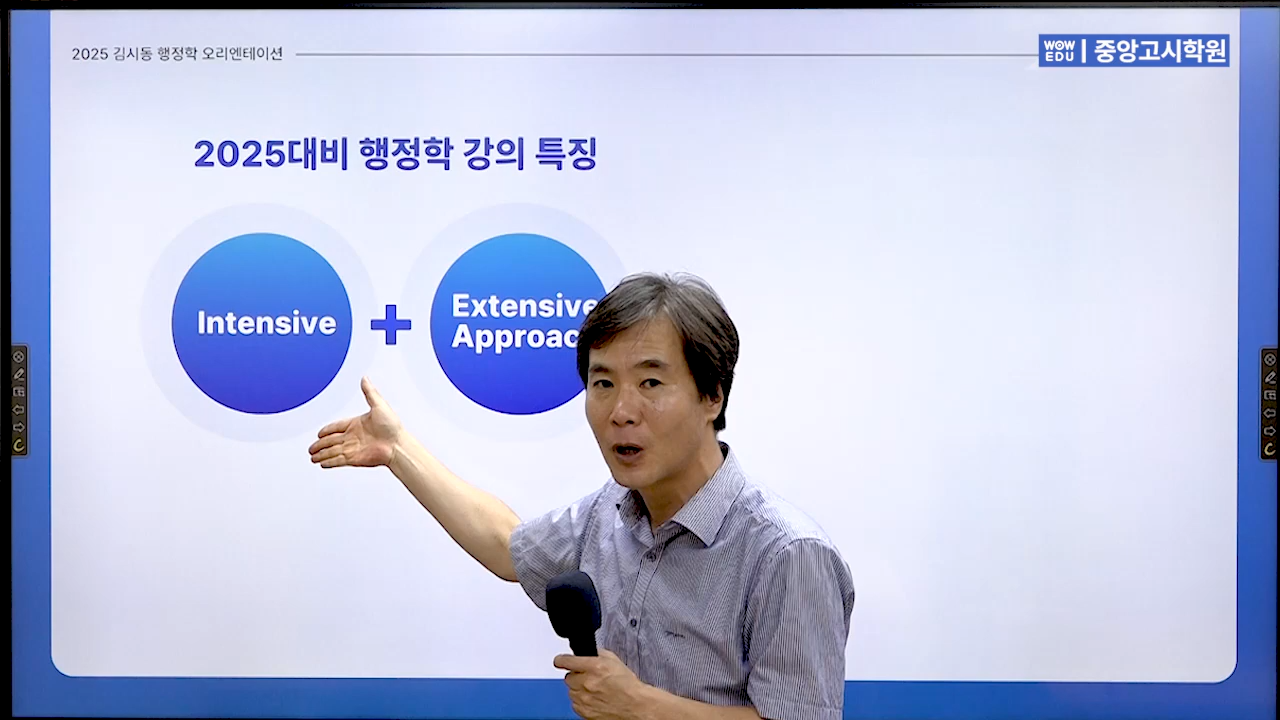 2025 김시동 행정학 오리엔테이션
WOW
EDU
중앙고시학원
2025대비 행정학 강의 특징
Intensive
+
Extensive